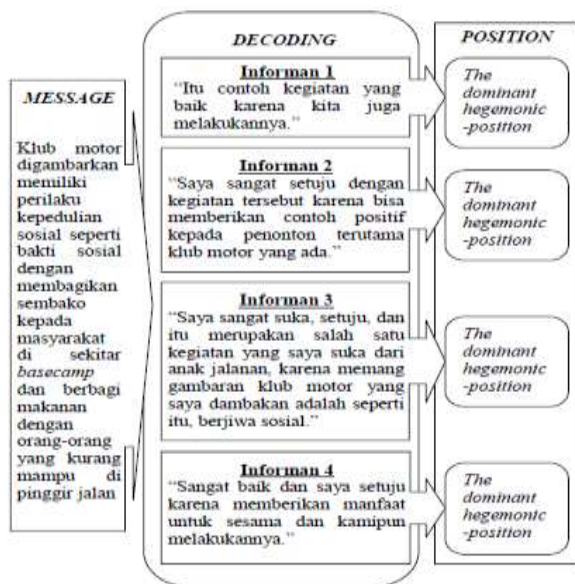 MESSAGE
Klub motor
digambarkan
memiliki
perilaku
kepedulian
sosial seperti
bakti sosial
dengan
membagikan
sembako
kepada
masyarakat
di sekitar
basecamp
dan berbagi
makanan
dengan
orang-orang
yang kurang
mampu di
pinggir jalan
DECODING
Informan 1
“Itu contoh kegiatan yang
baik karena kita juga
melakukannya.”
Informan 2
“Saya sangat setuju dengan
kegiatan tersebut karena bisa
memberikan contoh positif
kepada penonton terutama
klub motor yang ada.”
Informan 3
“Saya sangat suka, setuju, dan
itu merupakan salah satu
kegiatan yang saya suka dari
anak jalanan, karena memang
gambaran klub motor yang
saya dambakan adalah seperti
itu, berjiwa sosial.”
Informan 4
“Sangat baik dan saya setuju
karena memberikan manfaat
untuk sesama dan kamipun
melakukannya.”
POSITION
The
dominant
hegemonic
-position
The
dominant
hegemonic
-position
The
dominant
hegemonic
-position
The
dominant
hegemonic
-position